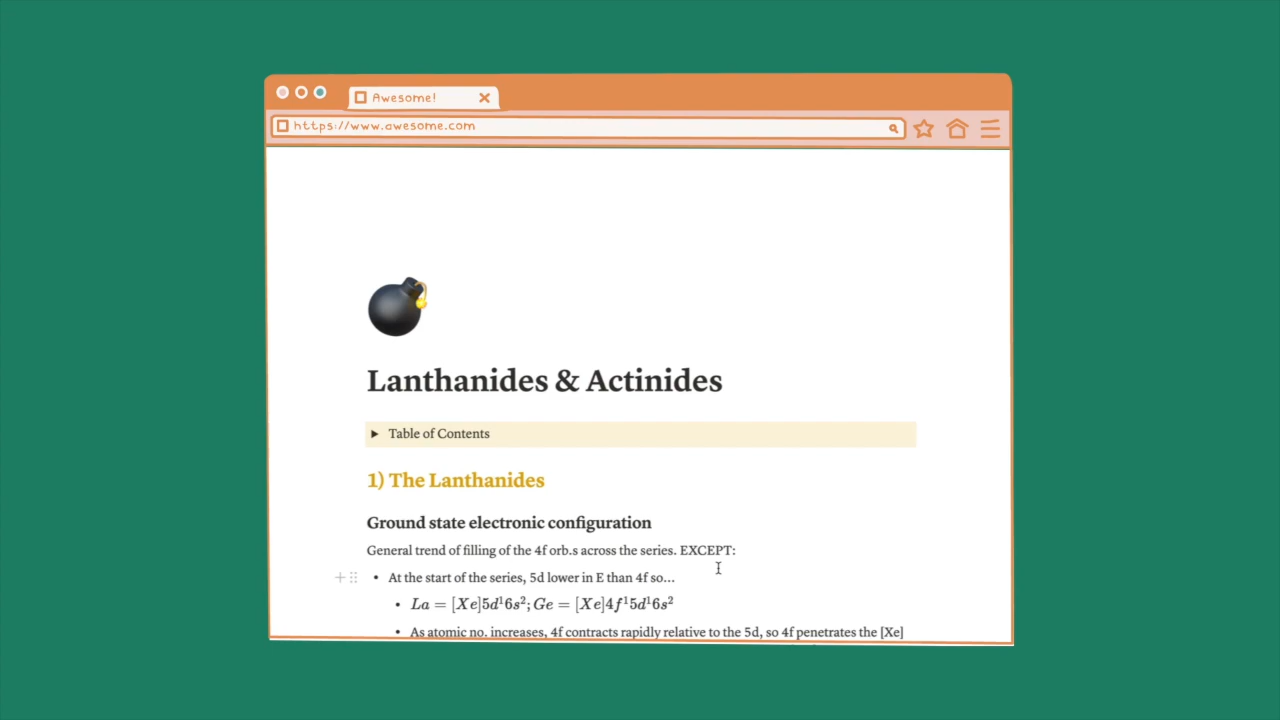 Awesome!
https://www.awesome.com
Lanthanides & Actinides
Table of Contents
1) The Lanthanides
Ground state electronic configuration
General trend of filling of the 4f orb.s across the series. EXCEPT:
• At the start of the series, 5d lower in E than 4f so...
• La = [Xe]5d¹6s²; Ge = [Xe]4f¹5d¹6s²
• As atomic no. increases, 4f contracts rapidly relative to the 5d, so 4f penetrates the [Xe]